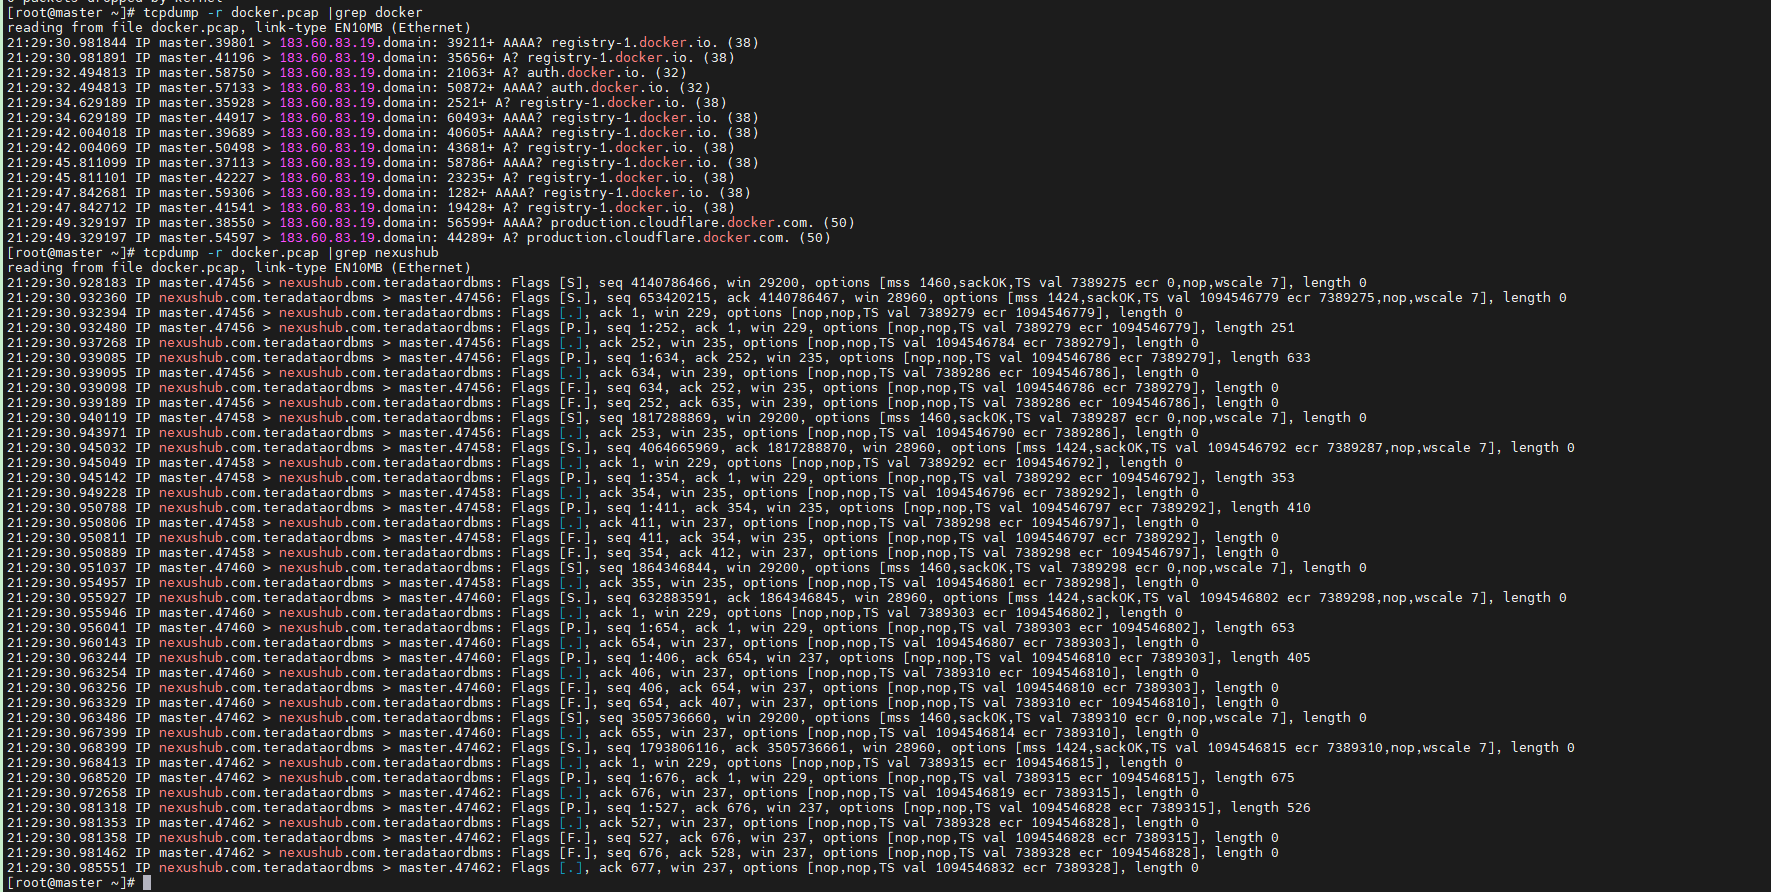 [root@master ~]# tcpdump -r docker.pcap |grep docker
reading from file docker.pcap, link-type EN10MB (Ethernet)
21:29:30.981844 IP master.39801 > 183.60.83.19.domain: 39211+ AAAA? registry-1.docker.io. (38)
21:29:30.981891 IP master.41196 > 183.60.83.19.domain: 35656+ A? registry-1.docker.io. (38)
21:29:32.494813 IP master.58750 > 183.60.83.19.domain: 21063+ A? auth.docker.io. (32)
21:29:32.494813 IP master.57133 > 183.60.83.19.domain: 50872+ AAAA? auth.docker.io. (32)
21:29:34.629189 IP master.35928 > 183.60.83.19.domain: 2521+ A? registry-1.docker.io. (38)
21:29:34.629189 IP master.44917 > 183.60.83.19.domain: 60493+ AAAA? registry-1.docker.io. (38)
21:29:42.004018 IP master.39689 > 183.60.83.19.domain: 40605+ AAAA? registry-1.docker.io. (38)
21:29:42.004069 IP master.50498 > 183.60.83.19.domain: 43681+ A? registry-1.docker.io. (38)
21:29:45.811099 IP master.37113 > 183.60.83.19.domain: 58786+ AAAA? registry-1.docker.io. (38)
21:29:45.811101 IP master.42227 > 183.60.83.19.domain: 23235+ A? registry-1.docker.io. (38)
21:29:47.842681 IP master.59306 > 183.60.83.19.domain: 1282+ AAAA? registry-1.docker.io. (38)
21:29:47.842712 IP master.41541 > 183.60.83.19.domain: 19428+ A? registry-1.docker.io. (38)
21:29:49.329197 IP master.38550 > 183.60.83.19.domain: 56599+ AAAA? production.cloudflare.docker.com. (50)
21:29:49.329197 IP master.54597 > 183.60.83.19.domain: 44289+ A? production.cloudflare.docker.com. (50)
[root@master ~]# tcpdump -r docker.pcap |grep nexushub
reading from file docker.pcap, link-type EN10MB (Ethernet)
21:29:30.928183 IP master.47456 > nexushub.com.teradataordbms: Flags [S], seq 4140786466, win 29200, options [mss 1460,sackOK,TS val 7389275 ecr 0,nop,wscale 7], length 0
21:29:30.932360 IP nexushub.com.teradataordbms > master.47456: Flags [S.], seq 653420215, ack 4140786467, win 28960, options [mss 1424,sackOK,TS val 1094546779 ecr 7389275,nop,wscale 7], length 0
21:29:30.932394 IP master.47456 > nexushub.com.teradataordbms: Flags [.], ack 1, win 229, options [nop,nop,TS val 7389279 ecr 1094546779], length 0
21:29:30.932480 IP master.47456 > nexushub.com.teradataordbms: Flags [P.], seq 1:252, ack 1, win 229, options [nop,nop,TS val 7389279 ecr 1094546779], length 251
21:29:30.937268 IP nexushub.com.teradataordbms > master.47456: Flags [.], ack 252, win 235, options [nop,nop,TS val 1094546784 ecr 7389279], length 0
21:29:30.939085 IP nexushub.com.teradataordbms > master.47456: Flags [P.], seq 1:634, ack 252, win 235, options [nop,nop,TS val 1094546786 ecr 7389279], length 633
21:29:30.939095 IP master.47456 > nexushub.com.teradataordbms: Flags [.], ack 634, win 239, options [nop,nop,TS val 7389286 ecr 1094546786], length 0
21:29:30.939098 IP nexushub.com.teradataordbms > master.47456: Flags [F.], seq 634, ack 252, win 235, options [nop,nop,TS val 1094546786 ecr 7389279], length 0
21:29:30.939189 IP master.47456 > nexushub.com.teradataordbms: Flags [F.], seq 252, ack 635, win 239, options [nop,nop,TS val 7389286 ecr 1094546786], length 0
21:29:30.940119 IP master.47458 > nexushub.com.teradataordbms: Flags [S], seq 1817288869, win 29200, options [mss 1460,sackOK,TS val 7389287 ecr 0,nop,wscale 7], length 0
21:29:30.943971 IP nexushub.com.teradataordbms > master.47456: Flags [.], ack 253, win 235, options [nop,nop,TS val 1094546790 ecr 7389286], length 0
21:29:30.945032 IP nexushub.com.teradataordbms > master.47458: Flags [S.], seq 4064665969, ack 1817288870, win 28960, options [mss 1424,sackOK,TS val 1094546792 ecr 7389287,nop,wscale 7], length 0
21:29:30.945049 IP master.47458 > nexushub.com.teradataordbms: Flags [.], ack 1, win 229, options [nop,nop,TS val 7389292 ecr 1094546792], length 0
21:29:30.945142 IP master.47458 > nexushub.com.teradataordbms: Flags [P.], seq 1:354, ack 1, win 229, options [nop,nop,TS val 7389292 ecr 1094546792], length 353
21:29:30.949228 IP nexushub.com.teradataordbms > master.47458: Flags [.], ack 354, win 235, options [nop,nop,TS val 1094546796 ecr 7389292], length 0
21:29:30.950788 IP nexushub.com.teradataordbms > master.47458: Flags [P.], seq 1:411, ack 354, win 235, options [nop,nop,TS val 1094546797 ecr 7389292], length 410
21:29:30.950806 IP master.47458 > nexushub.com.teradataordbms: Flags [.], ack 411, win 237, options [nop,nop,TS val 7389298 ecr 1094546797], length 0
21:29:30.950811 IP nexushub.com.teradataordbms > master.47458: Flags [F.], seq 411, ack 354, win 235, options [nop,nop,TS val 1094546797 ecr 7389292], length 0
21:29:30.950889 IP master.47458 > nexushub.com.teradataordbms: Flags [F.], seq 354, ack 412, win 237, options [nop,nop,TS val 7389298 ecr 1094546797], length 0
21:29:30.951037 IP master.47460 > nexushub.com.teradataordbms: Flags [S], seq 1864346844, win 29200, options [mss 1460,sackOK,TS val 7389298 ecr 0,nop,wscale 7], length 0
21:29:30.954957 IP nexushub.com.teradataordbms > master.47458: Flags [.], ack 355, win 235, options [nop,nop,TS val 1094546801 ecr 7389298], length 0
21:29:30.955927 IP nexushub.com.teradataordbms > master.47460: Flags [S.], seq 632883591, ack 1864346845, win 28960, options [mss 1424,sackOK,TS val 1094546802 ecr 7389298,nop,wscale 7], length 0
21:29:30.955946 IP master.47460 > nexushub.com.teradataordbms: Flags [.], ack 1, win 229, options [nop,nop,TS val 7389303 ecr 1094546802], length 0
21:29:30.956041 IP master.47460 > nexushub.com.teradataordbms: Flags [P.], seq 1:654, ack 1, win 229, options [nop,nop,TS val 7389303 ecr 1094546802], length 653
21:29:30.960143 IP nexushub.com.teradataordbms > master.47460: Flags [.], ack 654, win 237, options [nop,nop,TS val 1094546807 ecr 7389303], length 0
21:29:30.963244 IP nexushub.com.teradataordbms > master.47460: Flags [P.], seq 1:406, ack 654, win 237, options [nop,nop,TS val 1094546810 ecr 7389303], length 405
21:29:30.963254 IP master.47460 > nexushub.com.teradataordbms: Flags [.], ack 406, win 237, options [nop,nop,TS val 7389310 ecr 1094546810], length 0
21:29:30.963256 IP nexushub.com.teradataordbms > master.47460: Flags [F.], seq 406, ack 654, win 237, options [nop,nop,TS val 1094546810 ecr 7389303], length 0
21:29:30.963329 IP master.47460 > nexushub.com.teradataordbms: Flags [F.], seq 654, ack 407, win 237, options [nop,nop,TS val 7389310 ecr 1094546810], length 0
21:29:30.963486 IP master.47462 > nexushub.com.teradataordbms: Flags [S], seq 3505736660, win 29200, options [mss 1460,sackOK,TS val 7389310 ecr 0,nop,wscale 7], length 0
21:29:30.967399 IP nexushub.com.teradataordbms > master.47460: Flags [.], ack 655, win 237, options [nop,nop,TS val 1094546814 ecr 7389310], length 0
21:29:30.968399 IP nexushub.com.teradataordbms > master.47462: Flags [S.], seq 1793806116, ack 3505736661, win 28960, options [mss 1424,sackOK,TS val 1094546815 ecr 7389310,nop,wscale 7], length 0
21:29:30.968413 IP master.47462 > nexushub.com.teradataordbms: Flags [.], ack 1, win 229, options [nop,nop,TS val 7389315 ecr 1094546815], length 0
21:29:30.968520 IP master.47462 > nexushub.com.teradataordbms: Flags [P.], seq 1:676, ack 1, win 229, options [nop,nop,TS val 7389315 ecr 1094546815], length 675
21:29:30.972658 IP nexushub.com.teradataordbms > master.47462: Flags [.], ack 676, win 237, options [nop,nop,TS val 1094546819 ecr 7389315], length 0
21:29:30.981318 IP nexushub.com.teradataordbms > master.47462: Flags [P.], seq 1:527, ack 676, win 237, options [nop,nop,TS val 1094546828 ecr 7389315], length 526
21:29:30.981353 IP master.47462 > nexushub.com.teradataordbms: Flags [.], ack 527, win 237, options [nop,nop,TS val 7389328 ecr 1094546828], length 0
21:29:30.981358 IP nexushub.com.teradataordbms > master.47462: Flags [F.], seq 527, ack 676, win 237, options [nop,nop,TS val 1094546828 ecr 7389315], length 0
21:29:30.981462 IP master.47462 > nexushub.com.teradataordbms: Flags [F.], seq 676, ack 528, win 237, options [nop,nop,TS val 7389328 ecr 1094546828], length 0
21:29:30.985551 IP nexushub.com.teradataordbms > master.47462: Flags [.], ack 677, win 237, options [nop,nop,TS val 1094546832 ecr 7389328], length 0
[root@master ~]#